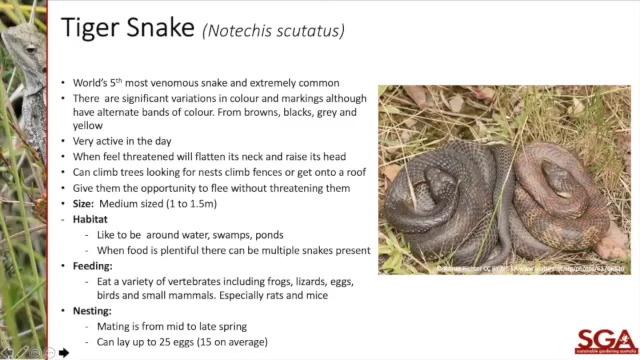 Tiger Snake (Notechis scutatus)
• World's 5th most venomous snake and extremely common
• There are significant variations in colour and markings although
have alternate bands of colour. From browns, blacks, grey and
yellow
• Very active in the day
• When feel threatened will flatten its neck and raise its head
• Can climb trees looking for nests climb fences or get onto a roof
• Give them the opportunity to flee without threatening them
• Size: Medium sized (1 to 1.5m)
- Habitat
- Like to be around water, swamps, ponds
- When food is plentiful there can be multiple snakes present
• Feeding:
- Eat a variety of vertebrates including frogs, lizards, eggs,
birds and small mammals. Especially rats and mice
• Nesting:
- Mating is from mid to late spring
- Can lay up to 25 eggs (15 on average)
SGA
sustainable gardening australia